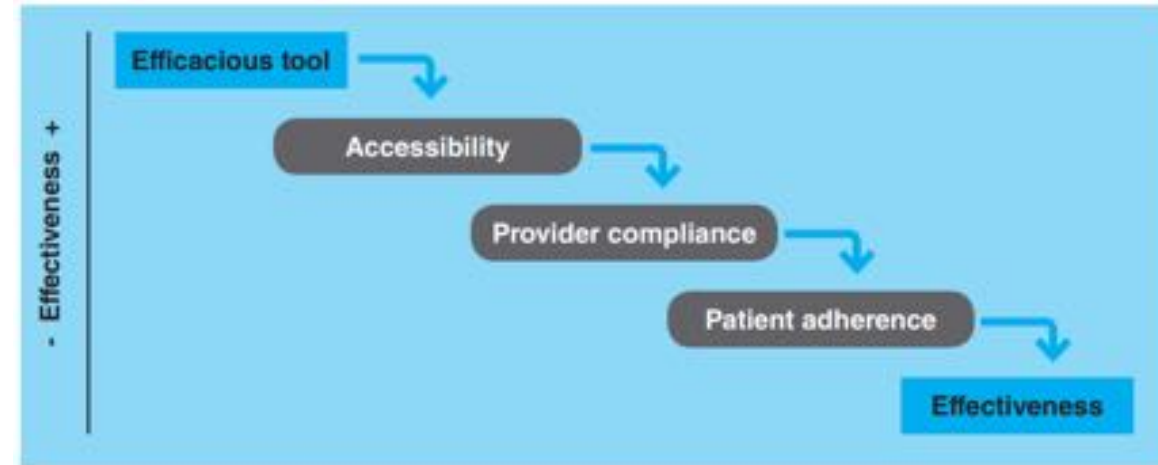 - Effectiveness +
Efficacious tool
Accessibility
Provider compliance
Patient adherence
Effectiveness